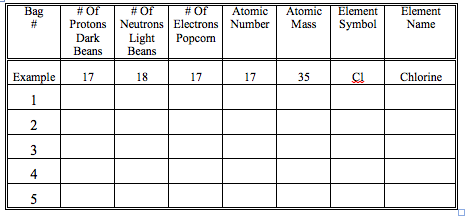 Bag # # Of Protons Dark Beans # Of Neutrons Light Beans # Of Electrons Popcorn Atomic Number Atomic Mass Element Symbol Element Name
Example 17 18 17 17 35 Cl Chlorine
1
2
3
4
5